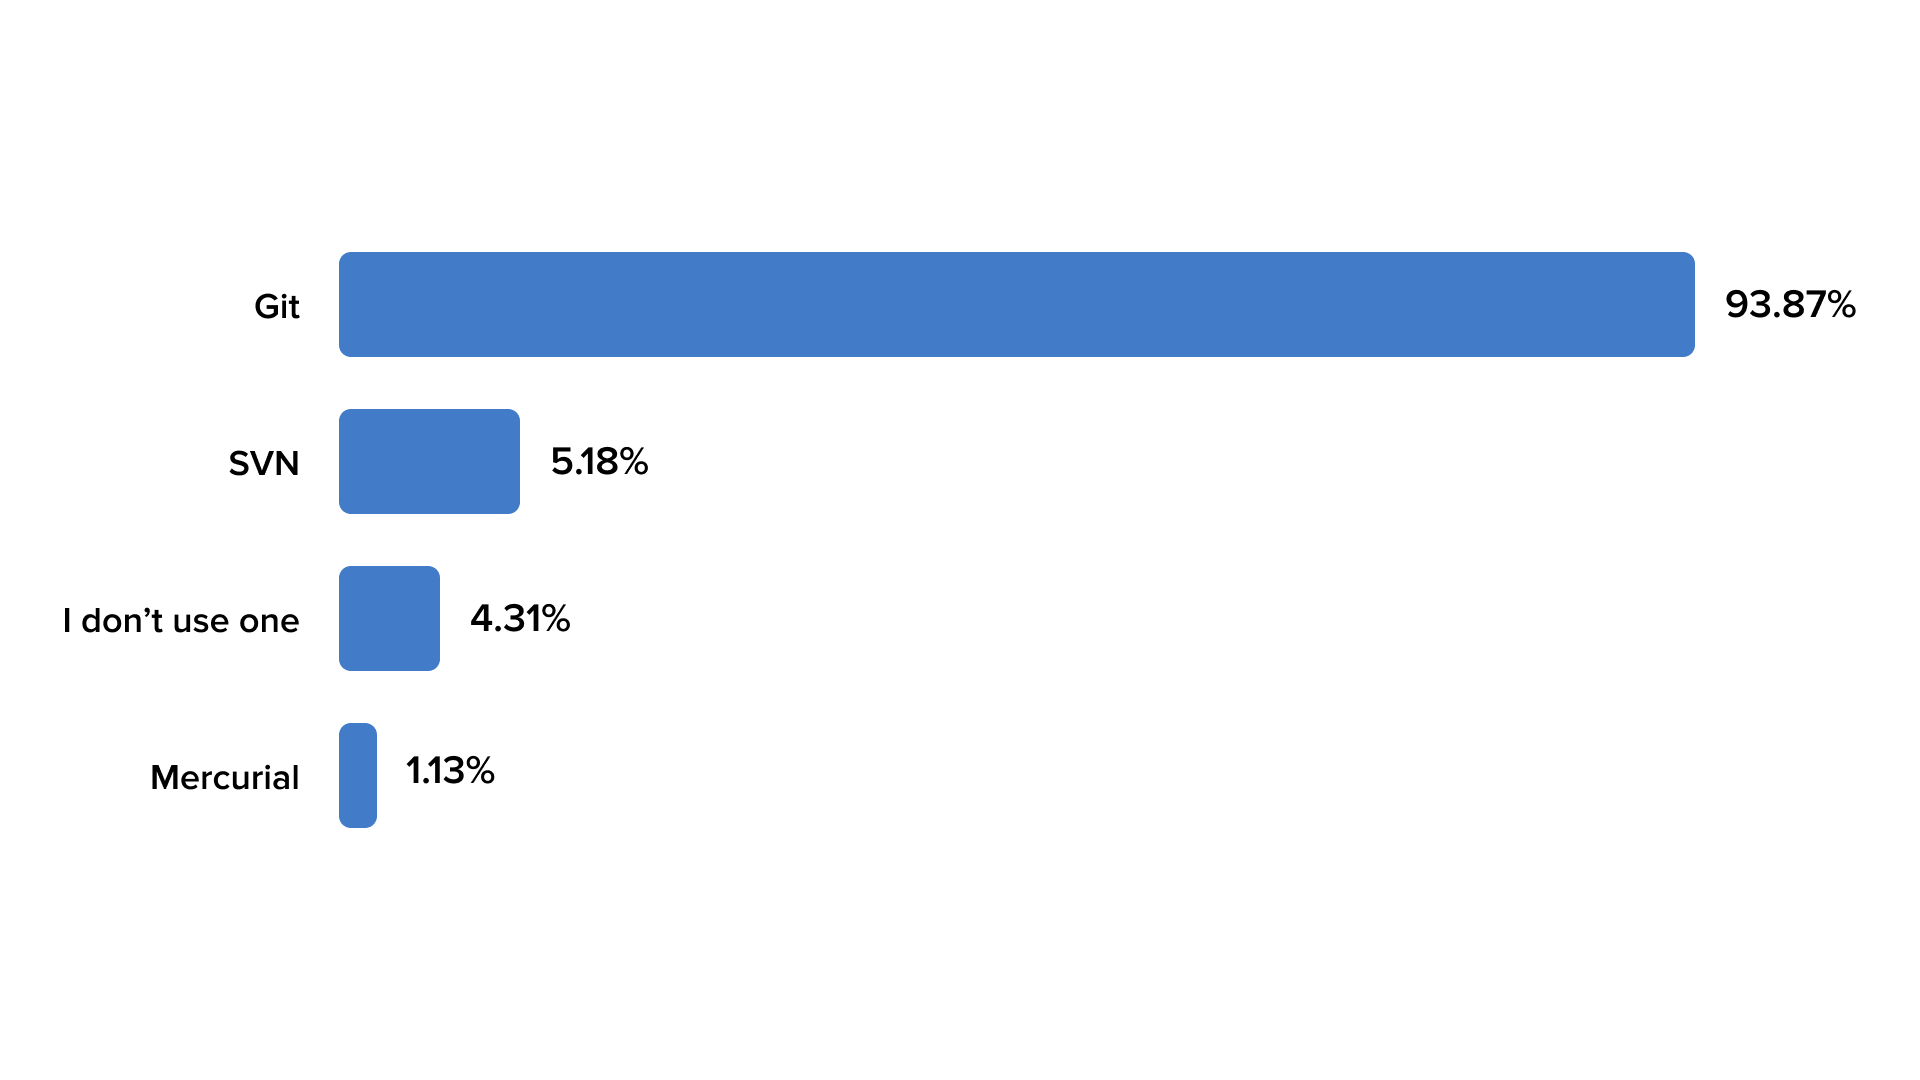 Git 93.87%
SVN 5.18%
I don’t use one 4.31%
Mercurial 1.13%